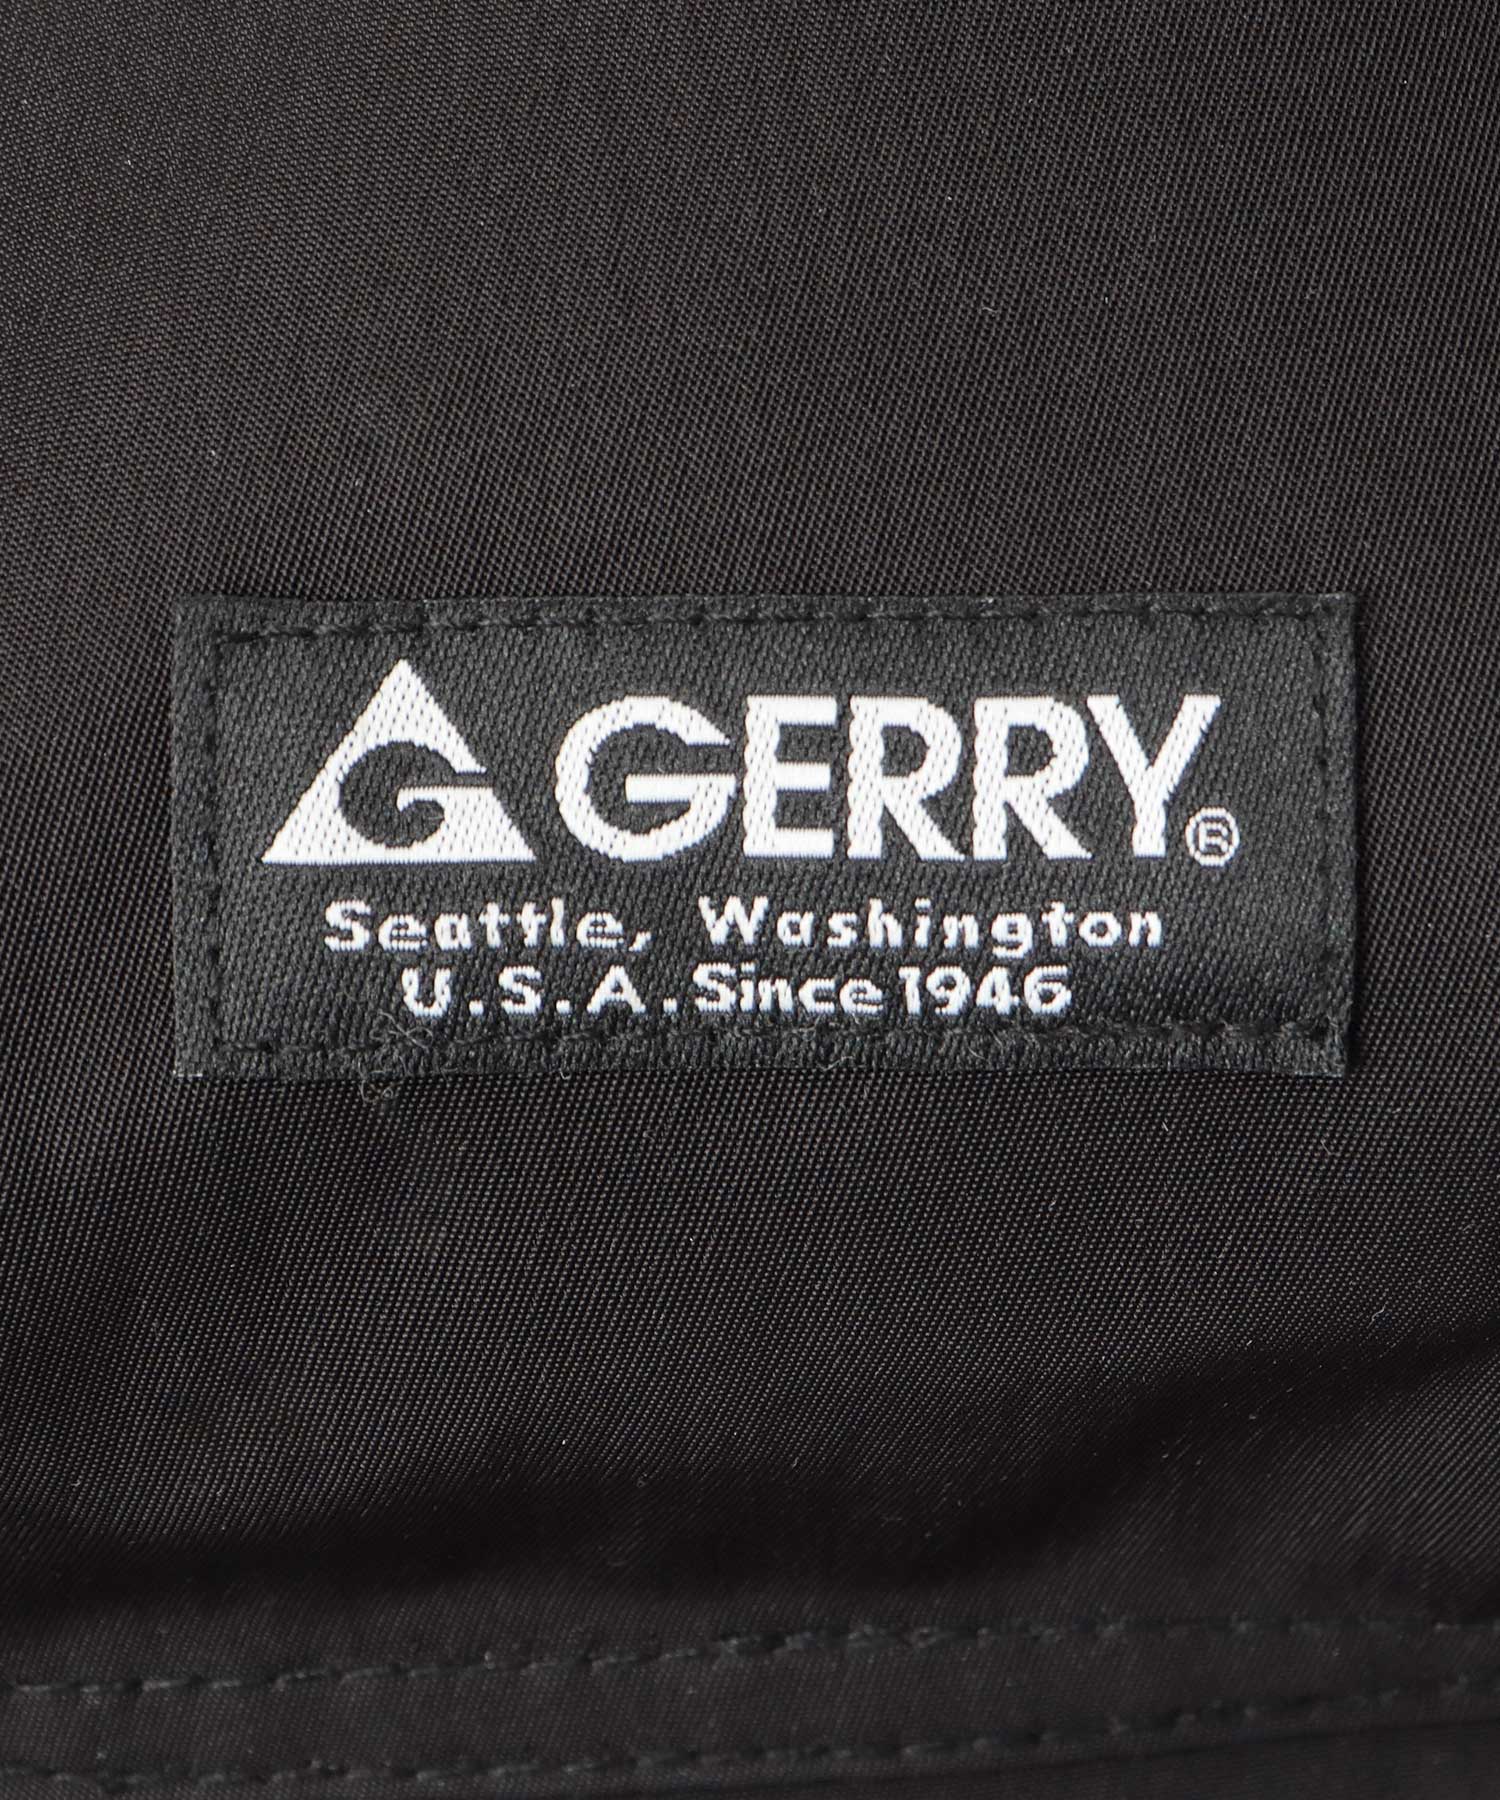 GERRY®
Seattle, Washington
U.S.A. Since 1946